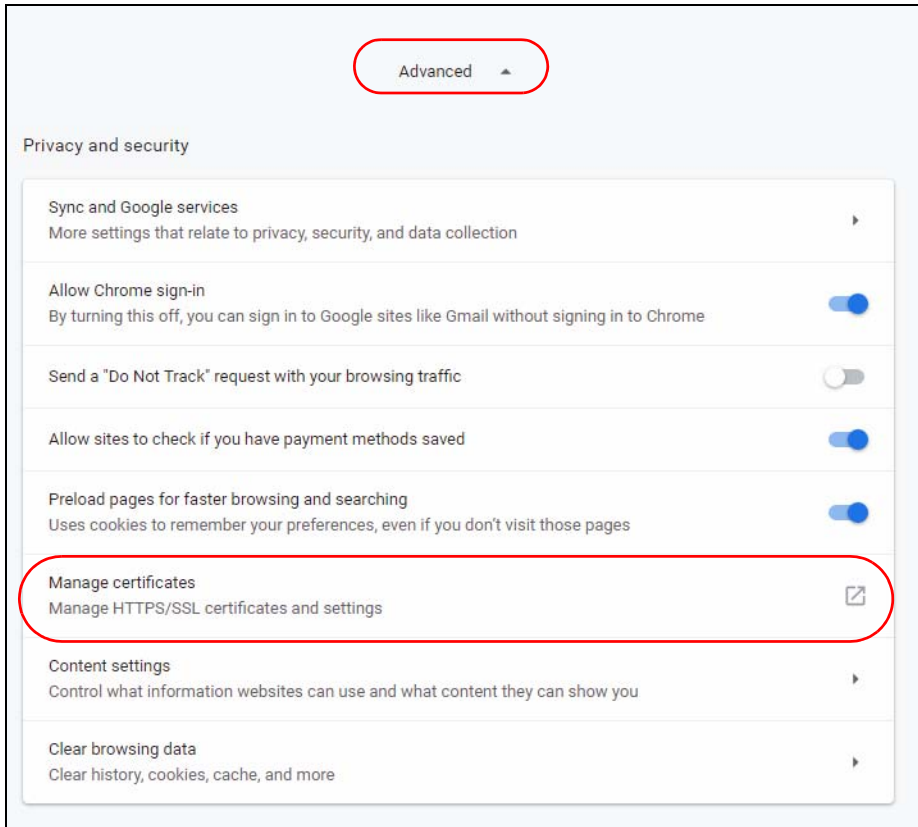 Advanced
Privacy and security
Sync and Google services
More settings that relate to privacy, security, and data collection
Allow Chrome sign-in
By turning this off, you can sign in to Google sites like Gmail without signing in to Chrome
Send a "Do Not Track" request with your browsing traffic
Allow sites to check if you have payment methods saved
Preload pages for faster browsing and searching
Uses cookies to remember your preferences, even if you don't visit those pages
Manage certificates
Manage HTTPS/SSL certificates and settings
Content settings
Control what information websites can use and what content they can show you
Clear browsing data
Clear history, cookies, cache, and more